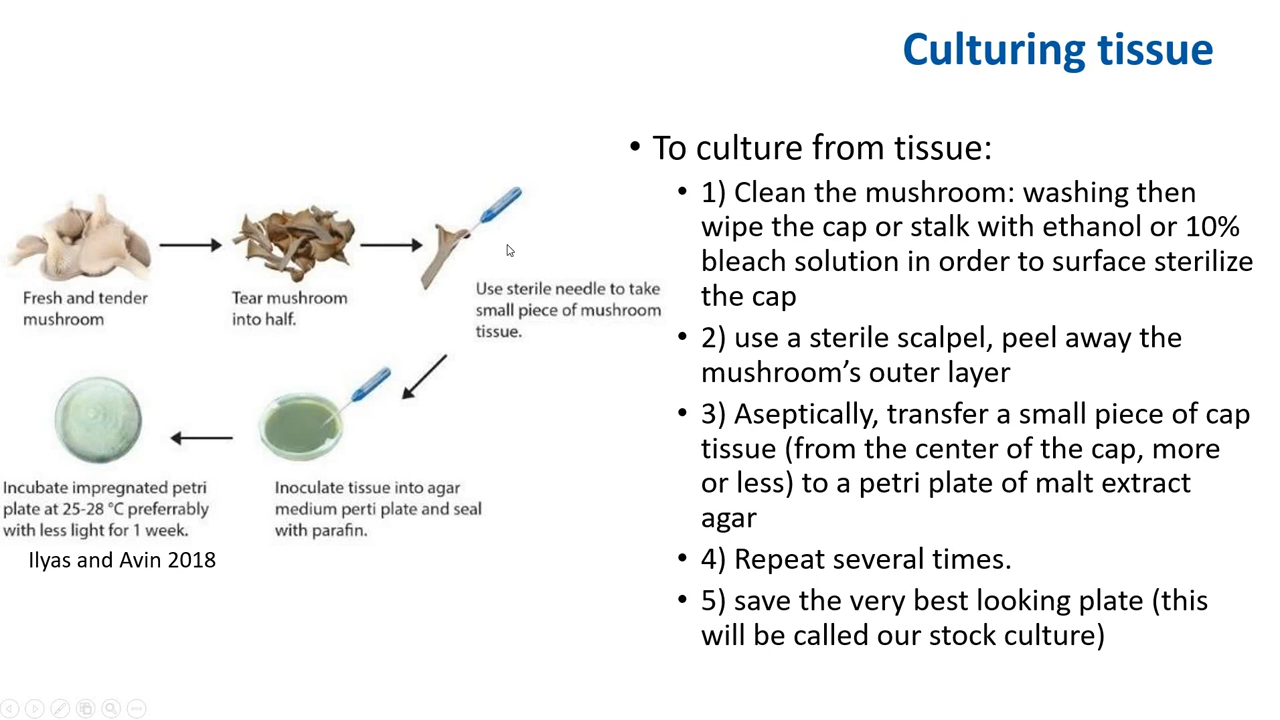 Culturing tissue
• To culture from tissue:
• 1) Clean the mushroom: washing then
wipe the cap or stalk with ethanol or 10%
bleach solution in order to surface sterilize
the cap
• 2) use a sterile scalpel, peel away the
mushroom’s outer layer
• 3) Aseptically, transfer a small piece of cap
tissue (from the center of the cap, more
or less) to a petri plate of malt extract
agar
• 4) Repeat several times.
• 5) save the very best looking plate (this
will be called our stock culture)
Fresh and tender
mushroom
Tear mushroom
into half.
Use sterile needle to take
small piece of mushroom
tissue.
Inoculate tissue into agar
medium perti plate and seal
with parafin.
Incubate impregnated petri
plate at 25-28 °C preferrably
with less light for 1 week.
Ilyas and Avin 2018